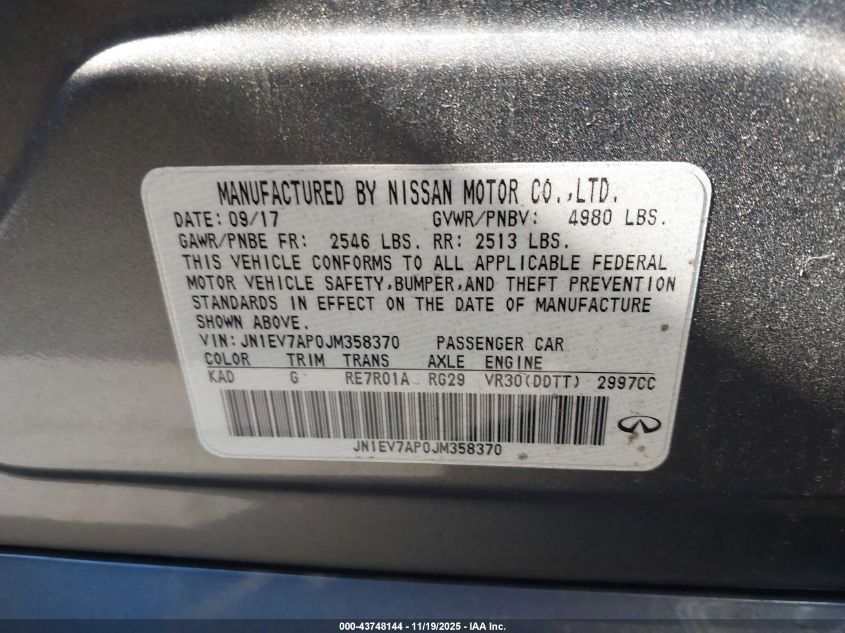 MANUFACTURED BY NISSAN MOTOR CO.,LTD.
DATE: 09/17 GVWR/PNBV: 4980 LBS.
GAWR/PNBE FR: 2546 LBS. RR: 2513 LBS.
THIS VEHICLE CONFORMS TO ALL APPLICABLE FEDERAL
MOTOR VEHICLE SAFETY,BUMPER,AND THEFT PREVENTION
STANDARDS IN EFFECT ON THE DATE OF MANUFACTURE
SHOWN ABOVE.
VIN: JN1EV7AP0JM358370 PASSENGER CAR
COLOR TRIM TRANS AXLE ENGINE
KAD G RE7R01A RG29 VR30(DDTT) 2997CC
JN1EV7AP0JM358370
000-43748144 - 11/19/2025 - IAA Inc.